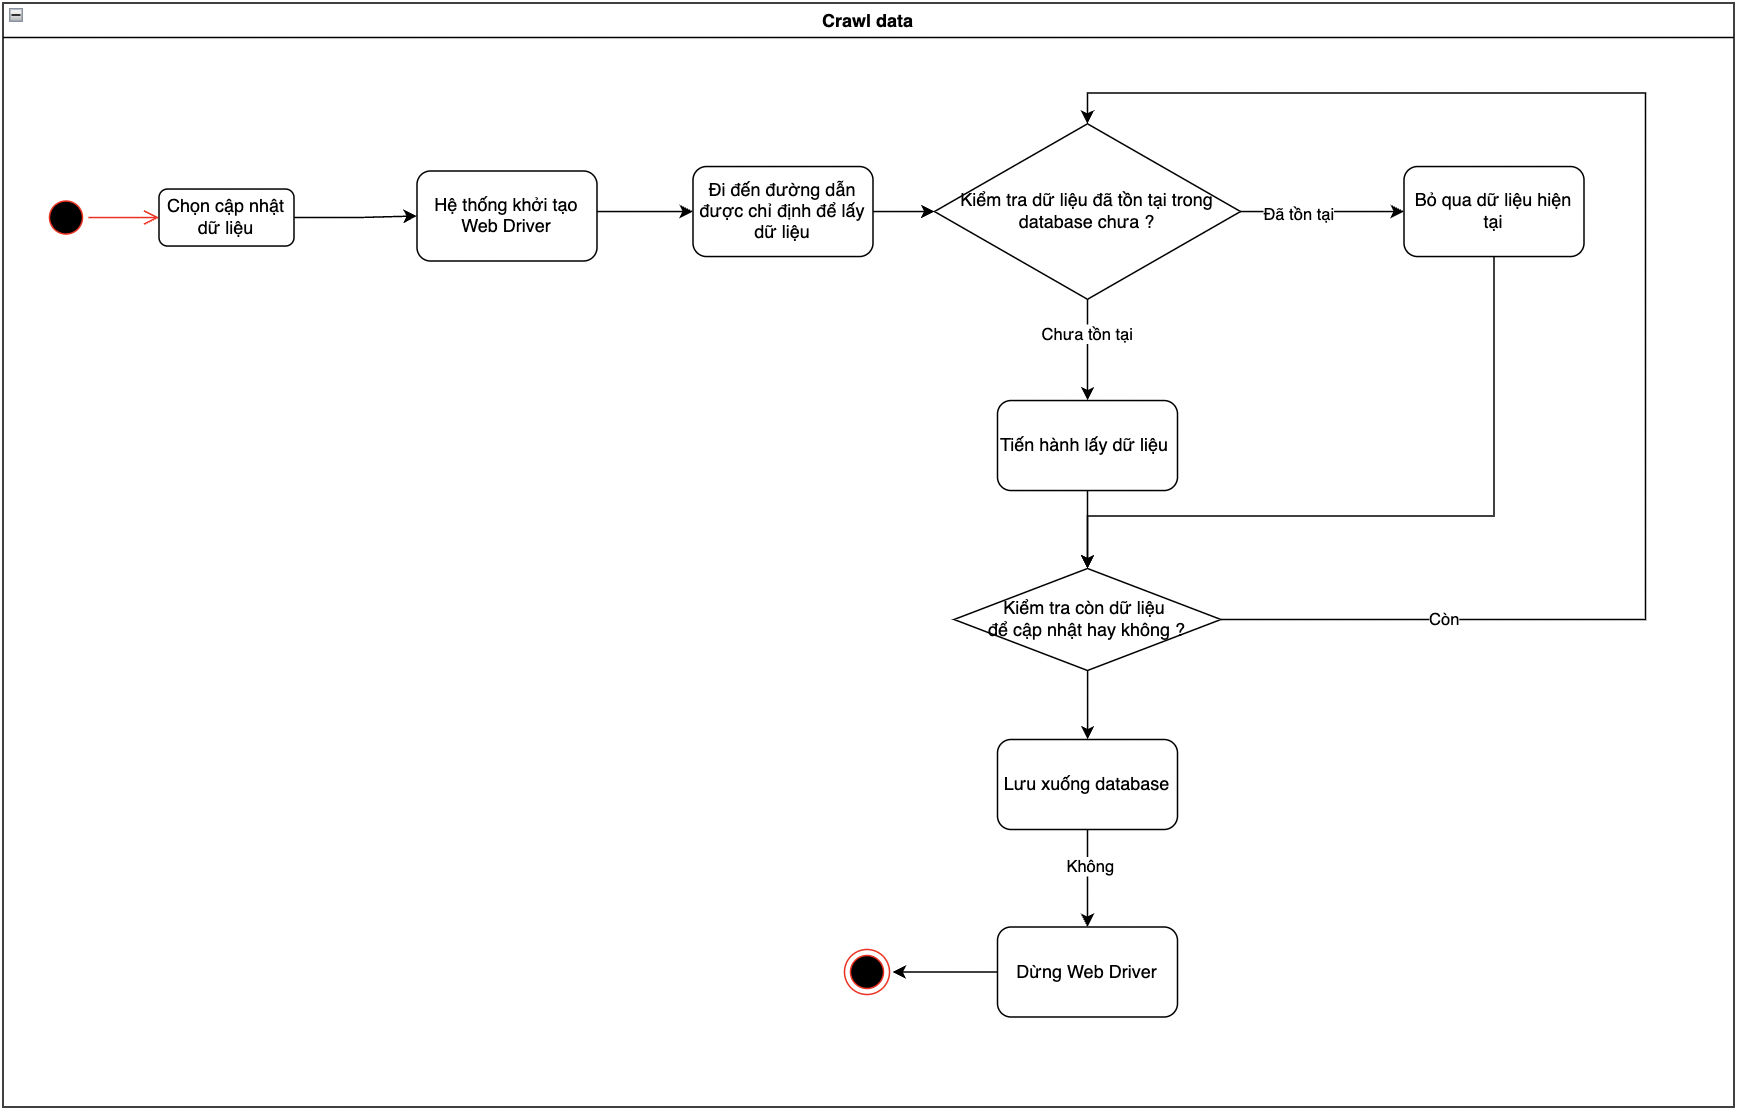 Crawl data
Chọn cập nhật
dữ liệu
Hệ thống khởi tạo
Web Driver
Đi đến đường dẫn
được chỉ định để lấy
dữ liệu
Kiểm tra dữ liệu đã tồn tại trong
database chưa ?
Đã tồn tại
Bỏ qua dữ liệu hiện
tại
Chưa tồn tại
Tiến hành lấy dữ liệu
Kiểm tra còn dữ liệu
để cập nhật hay không ?
Còn
Lưu xuống database
Không
Dừng Web Driver